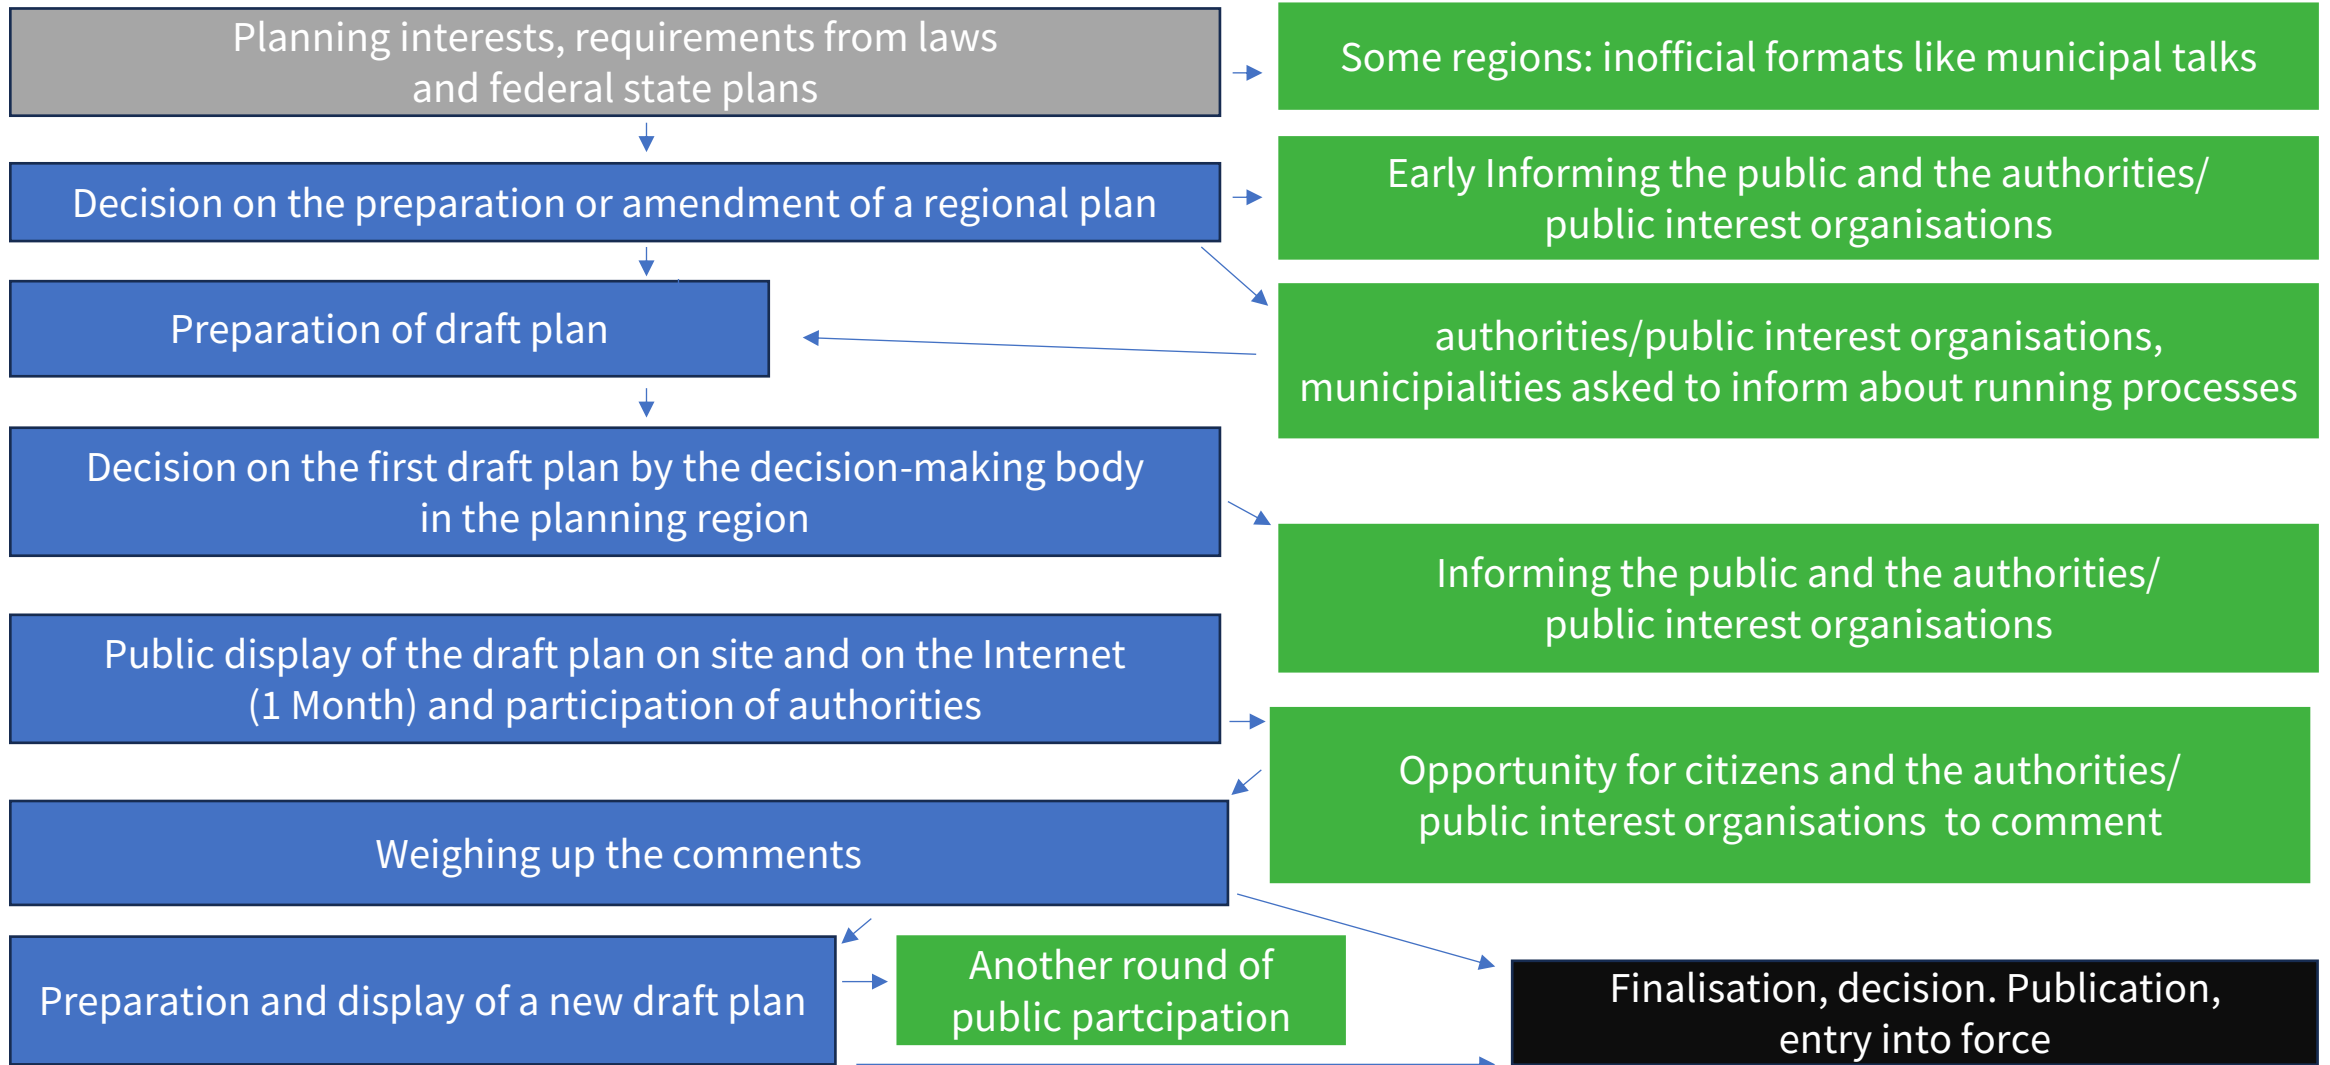 Planning interests, requirements from laws
and federal state plans
Some regions: inofficial formats like municipal talks
Decision on the preparation or amendment of a regional plan
Early Informing the public and the authorities/
public interest organisations
Preparation of draft plan
authorities/public interest organisations,
municipialities asked to inform about running processes
Decision on the first draft plan by the decision-making body
in the planning region
Informing the public and the authorities/
public interest organisations
Public display of the draft plan on site and on the Internet
(1 Month) and participation of authorities
Opportunity for citizens and the authorities/
public interest organisations  to comment
Weighing up the comments
Preparation and display of a new draft plan
Another round of
public partcipation
Finalisation, decision. Publication,
entry into force